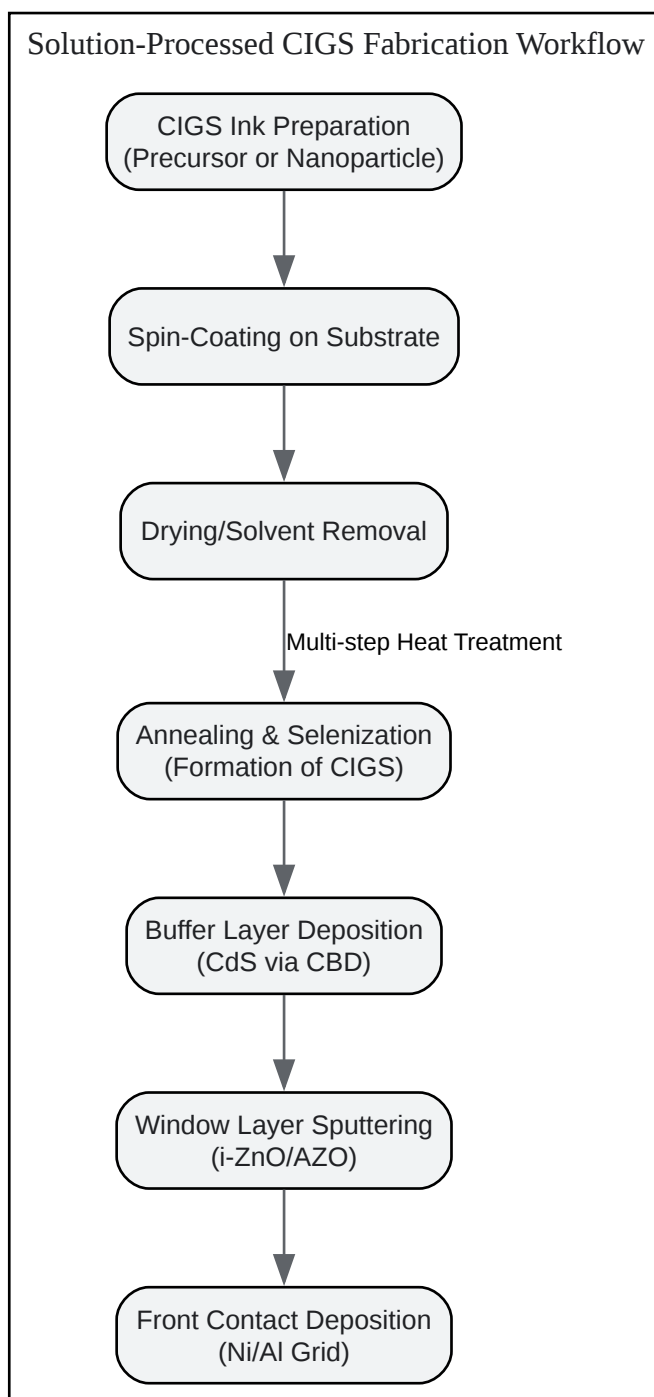 Solution-Processed CIGS Fabrication Workflow
CIGS Ink Preparation
(Precursor or Nanoparticle)
Spin-Coating on Substrate
Drying/Solvent Removal
Multi-step Heat Treatment
Annealing & Selenization
(Formation of CIGS)
Buffer Layer Deposition
(CdS via CBD)
Window Layer Sputtering
(i-ZnO/AZO)
Front Contact Deposition
(Ni/Al Grid)